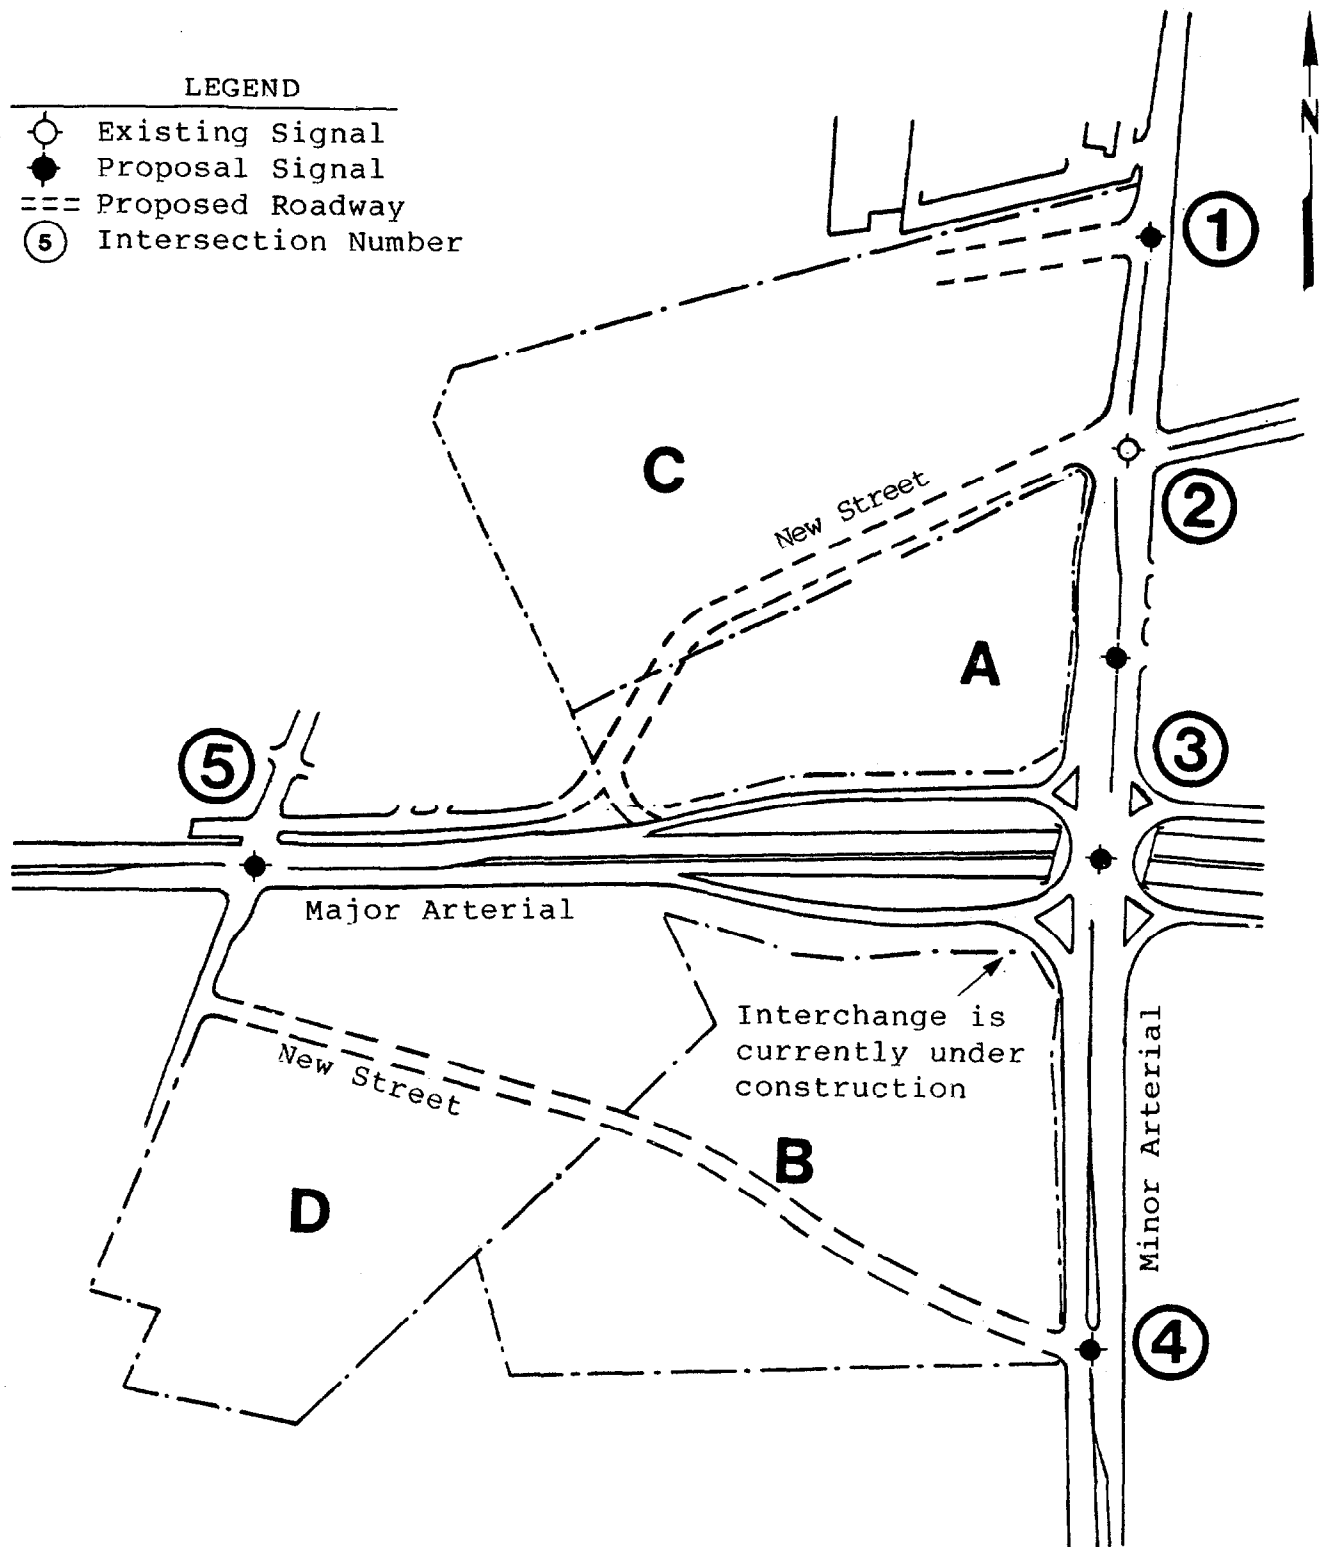 LEGEND
Existing Signal
Proposal Signal
Proposed Roadway
5 Intersection Number
N
1
C
New Street
2
A
3
5
Major Arterial
Interchange is
currently under
construction
New Street
B
D
Minor Arterial
4